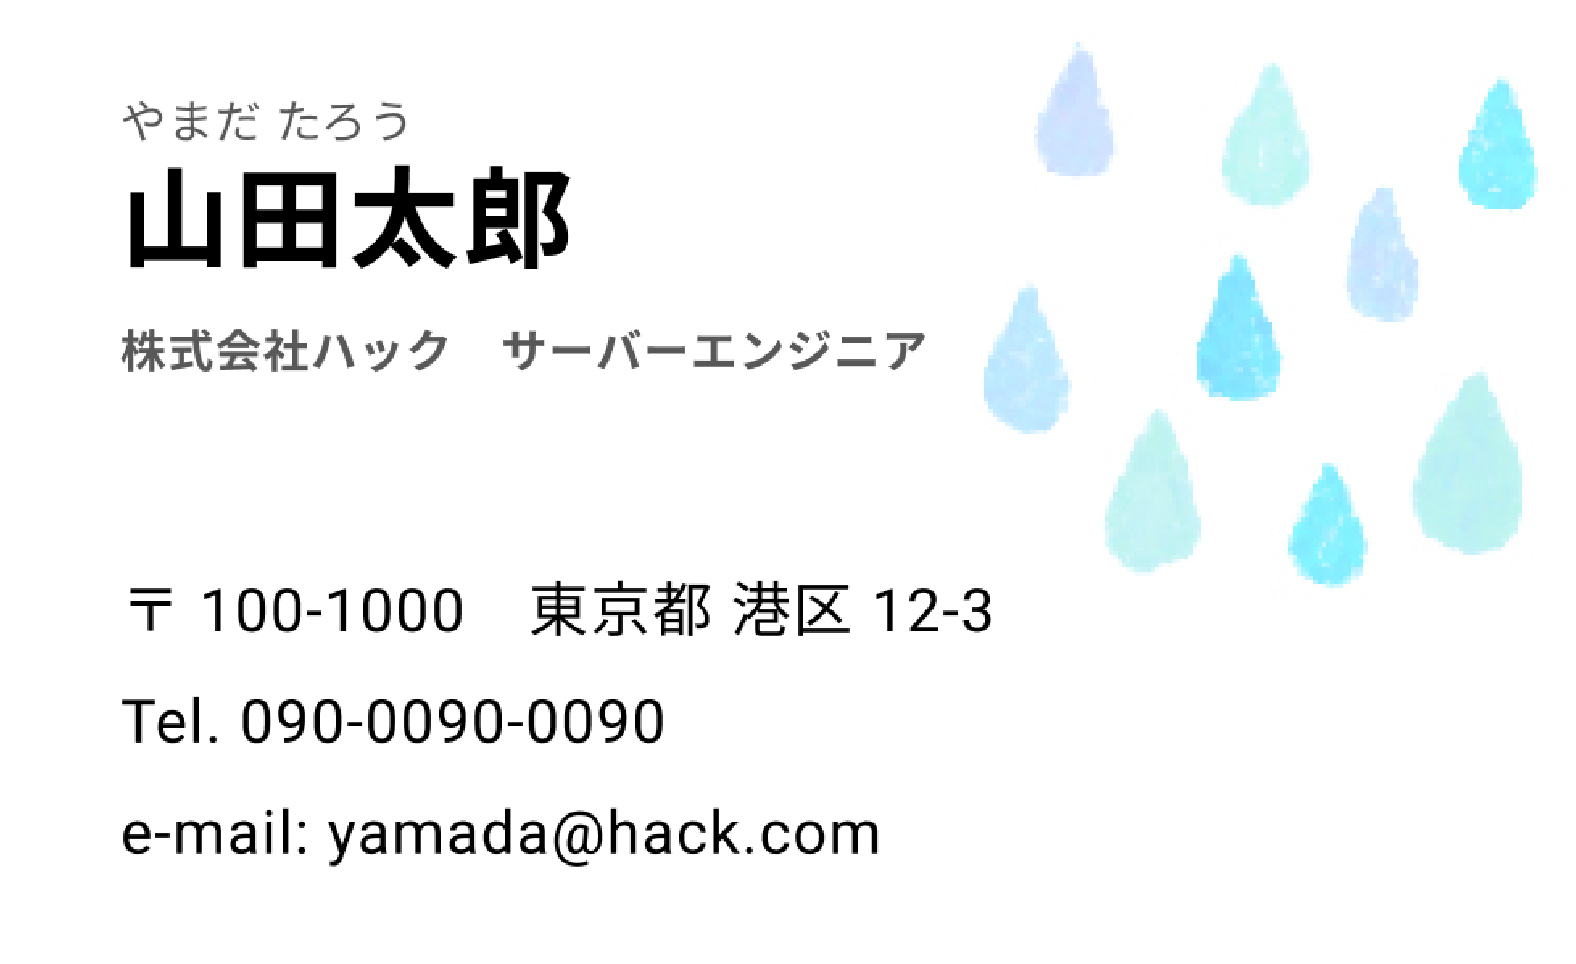 やまだ たろう
山田太郎
株式会社ハック　サーバーエンジニア
〒 100-1000　東京都 港区 12-3
Tel. 090-0090-0090
e-mail: yamada@hack.com